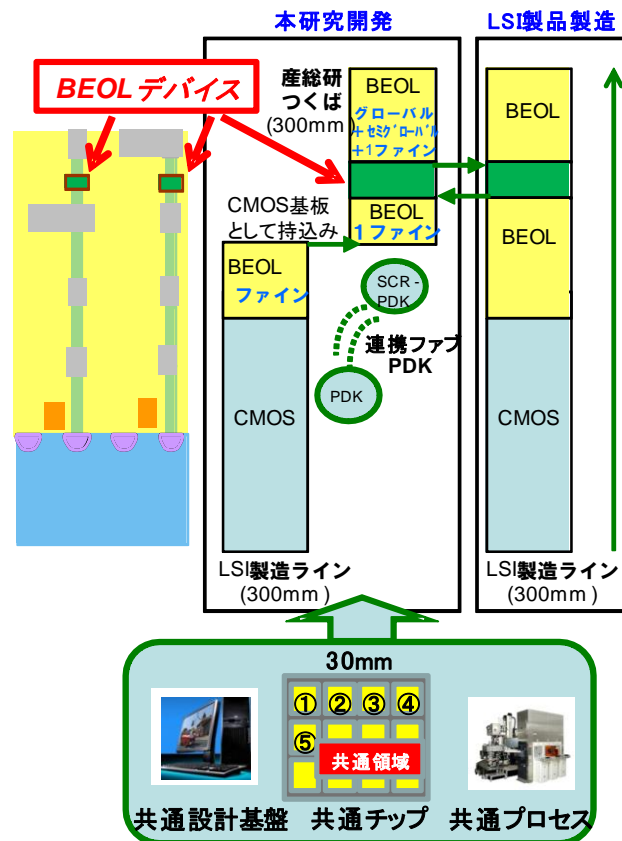 本研究開発
LSI製品製造
BEOLデバイス
産総研
つくば
(300mm)
BEOL
グローバル
+セミグローバル
+1ファイン
BEOL
CMOS基板
として持込み
BEOL
1ファイン
BEOL
BEOL
ファイン
SCR-
PDK
連携ファブ
PDK
PDK
CMOS
CMOS
LSI製造ライン
(300mm)
LSI製造ライン
(300mm)
30mm
① ② ③ ④
⑤
共通領域
共通設計基盤 共通チップ 共通プロセス